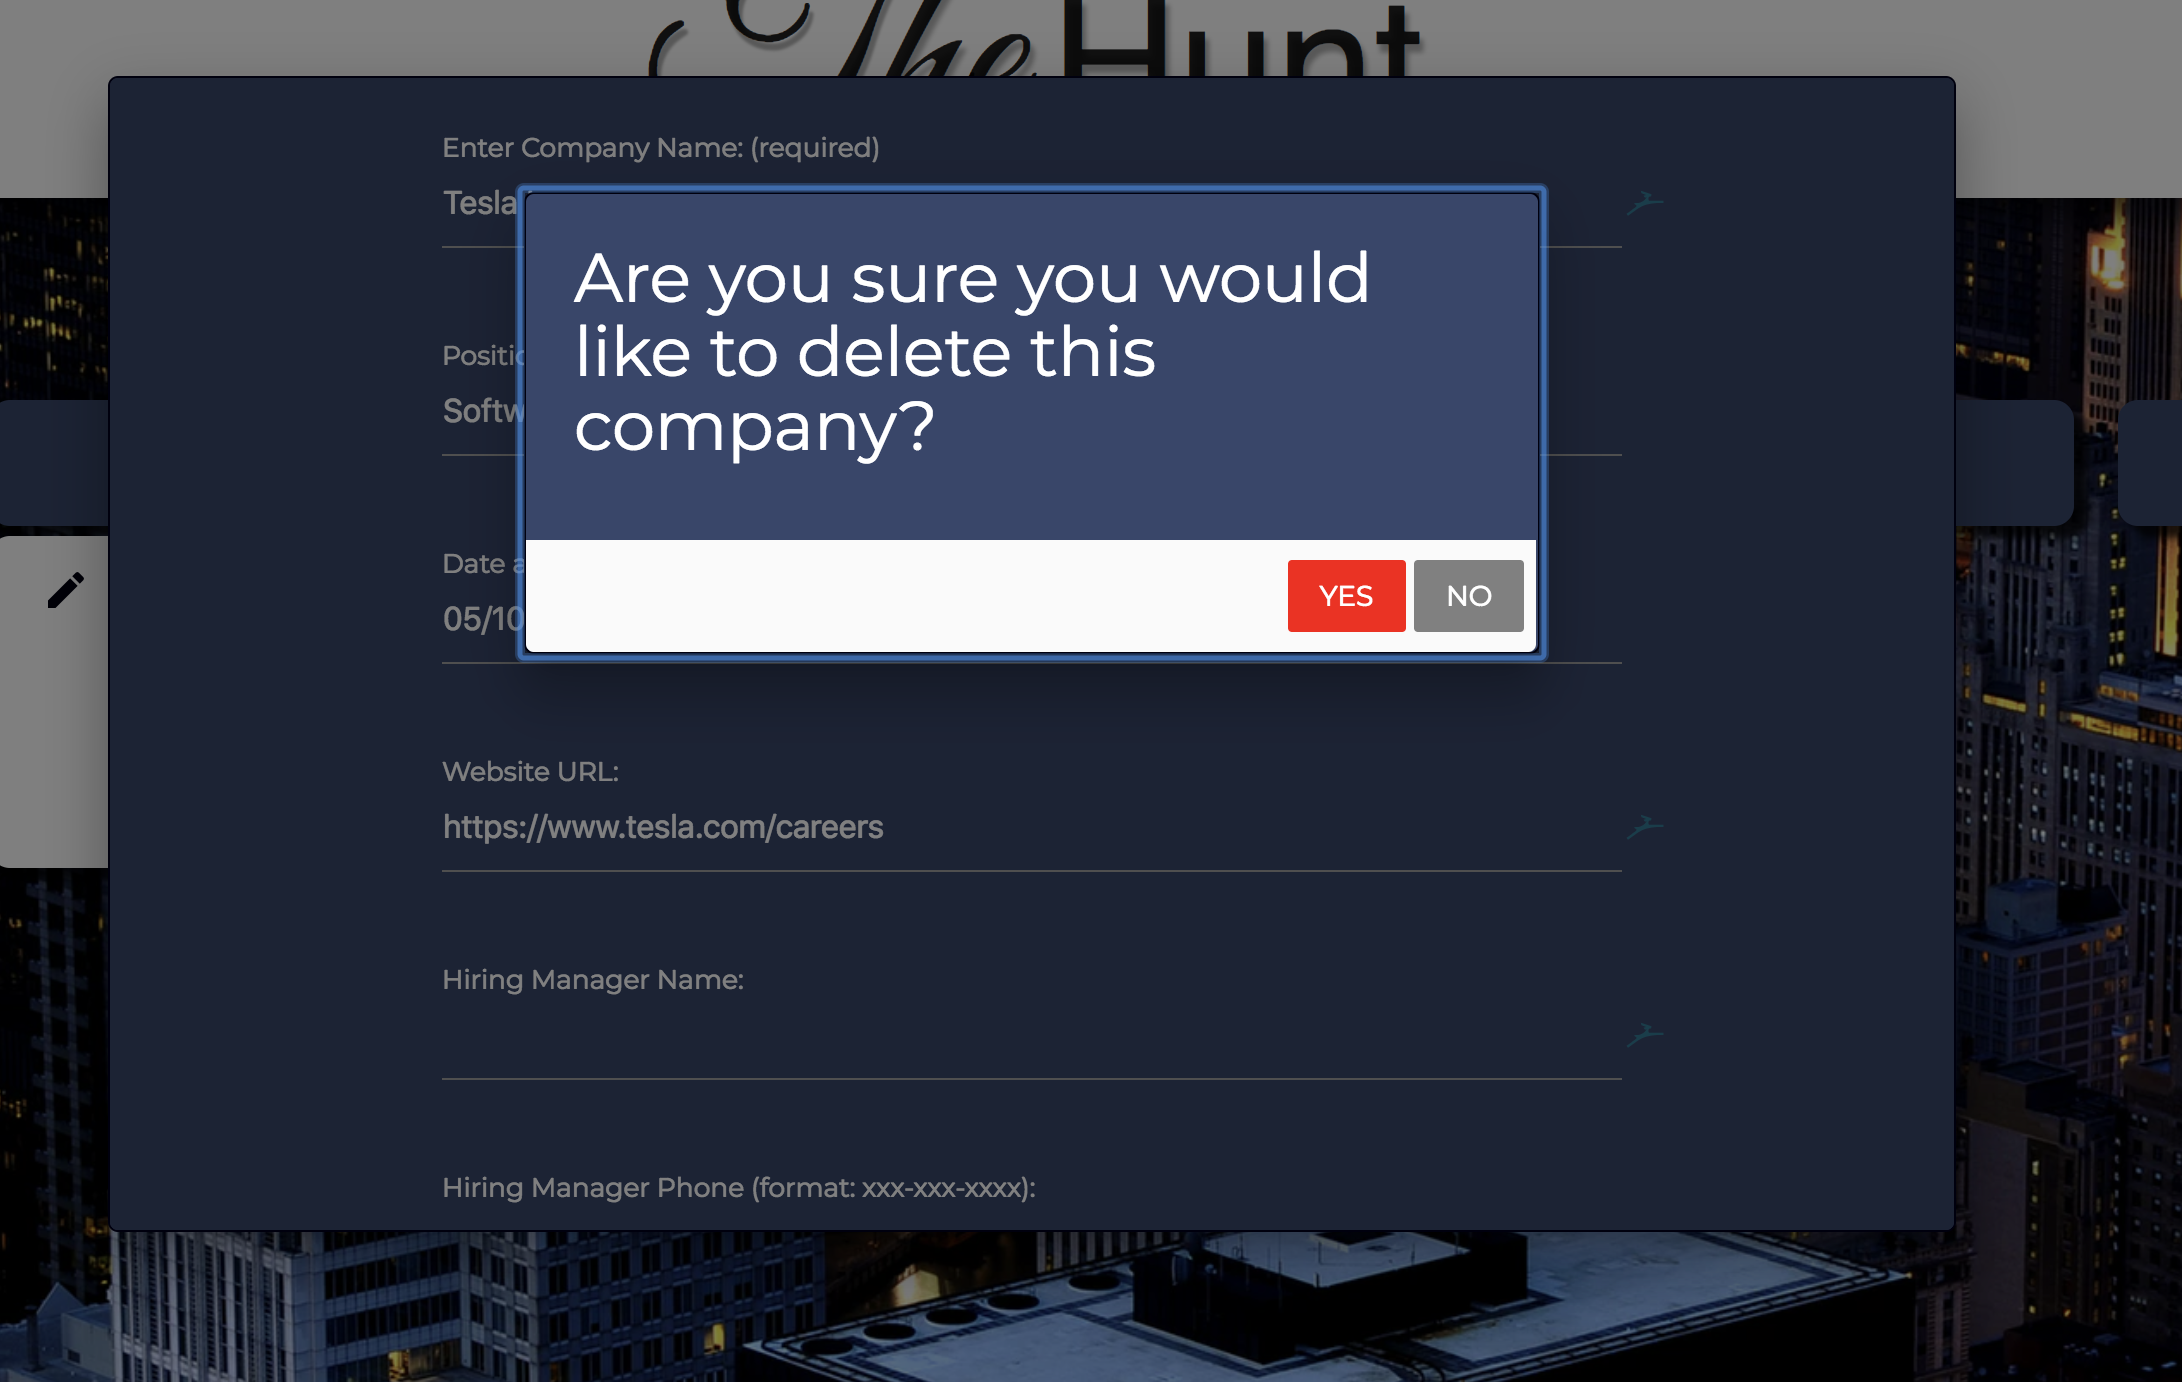 The Hunt
Enter Company Name: (required)
Tesla
Are you sure you would
like to delete this
company?
Softw
Date
05/10
YES NO
Website URL:
https://www.tesla.com/careers
Hiring Manager Name:
Hiring Manager Phone (format: xxx-xxx-xxxx):